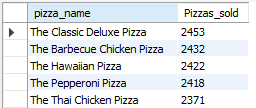 pizza_name Pizzas_sold
The Classic Deluxe Pizza 2453
The Barbecue Chicken Pizza 2432
The Hawaiian Pizza 2422
The Pepperoni Pizza 2418
The Thai Chicken Pizza 2371